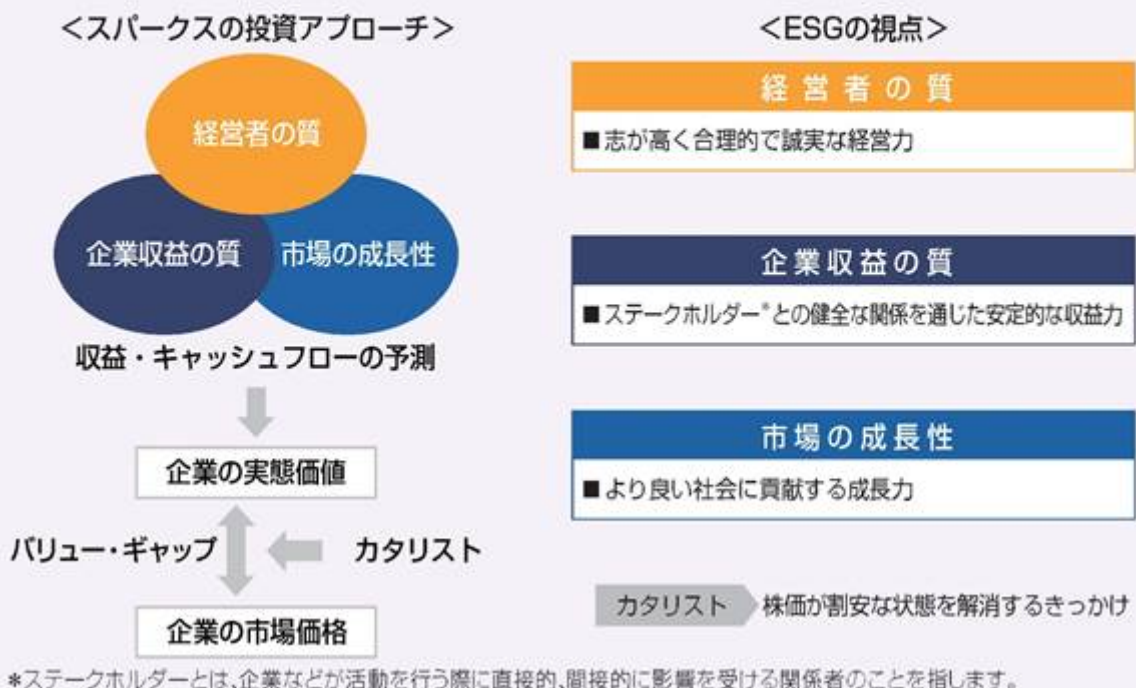 <スパークスの投資アプローチ>
経営者の質
企業収益の質
市場の成長性
収益・キャッシュフローの予測
企業の実態価値
バリュー・ギャップ
カタリスト
企業の市場価格
<ESGの視点>
経営者の質
■志が高く合理的で誠実な経営力
企業収益の質
■ステークホルダー*との健全な関係を通じた安定的な収益力
市場の成長性
■より良い社会に貢献する成長力
カタリスト 株価が割安な状態を解消するきっかけ
*ステークホルダーとは、企業などが活動を行う際に直接的、間接的に影響を受ける関係者のことを指します。